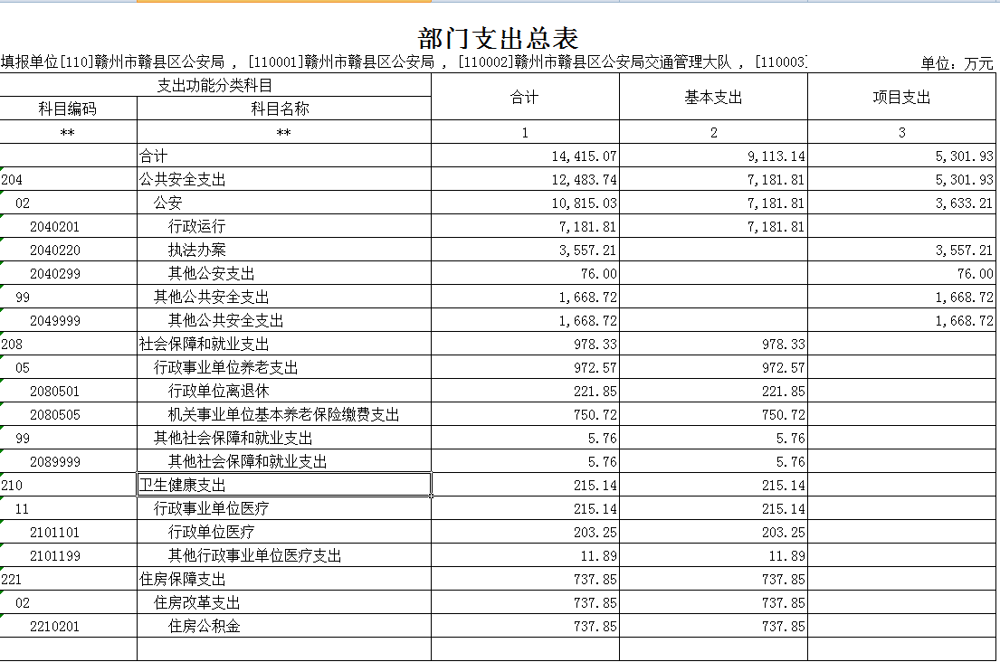 部门支出总表
填报单位[110]赣州市赣县区公安局 , [110001]赣州市赣县区公安局 , [110002]赣州市赣县区公安局交通管理大队 , [110003] 单位: 万元
支出功能分类科目 合计 基本支出 项目支出
科目编码 科目名称
** ** 1 2 3
合计 14,415.07 9,113.14 5,301.93
204 公共安全支出 12,483.74 7,181.81 5,301.93
02 公安 10,815.03 7,181.81 3,633.21
2040201 行政运行 7,181.81 7,181.81
2040220 执法办案 3,557.21 3,557.21
2040299 其他公安支出 76.00 76.00
99 其他公共安全支出 1,668.72 1,668.72
2049999 其他公共安全支出 1,668.72 1,668.72
208 社会保障和就业支出 978.33 978.33
05 行政事业单位养老支出 972.57 972.57
2080501 行政单位离退休 221.85 221.85
2080505 机关事业单位基本养老保险缴费支出 750.72 750.72
99 其他社会保障和就业支出 5.76 5.76
2089999 其他社会保障和就业支出 5.76 5.76
210 卫生健康支出 215.14 215.14
11 行政事业单位医疗 215.14 215.14
2101101 行政单位医疗 203.25 203.25
2101199 其他行政事业单位医疗支出 11.89 11.89
221 住房保障支出 737.85 737.85
02 住房改革支出 737.85 737.85
2210201 住房公积金 737.85 737.85